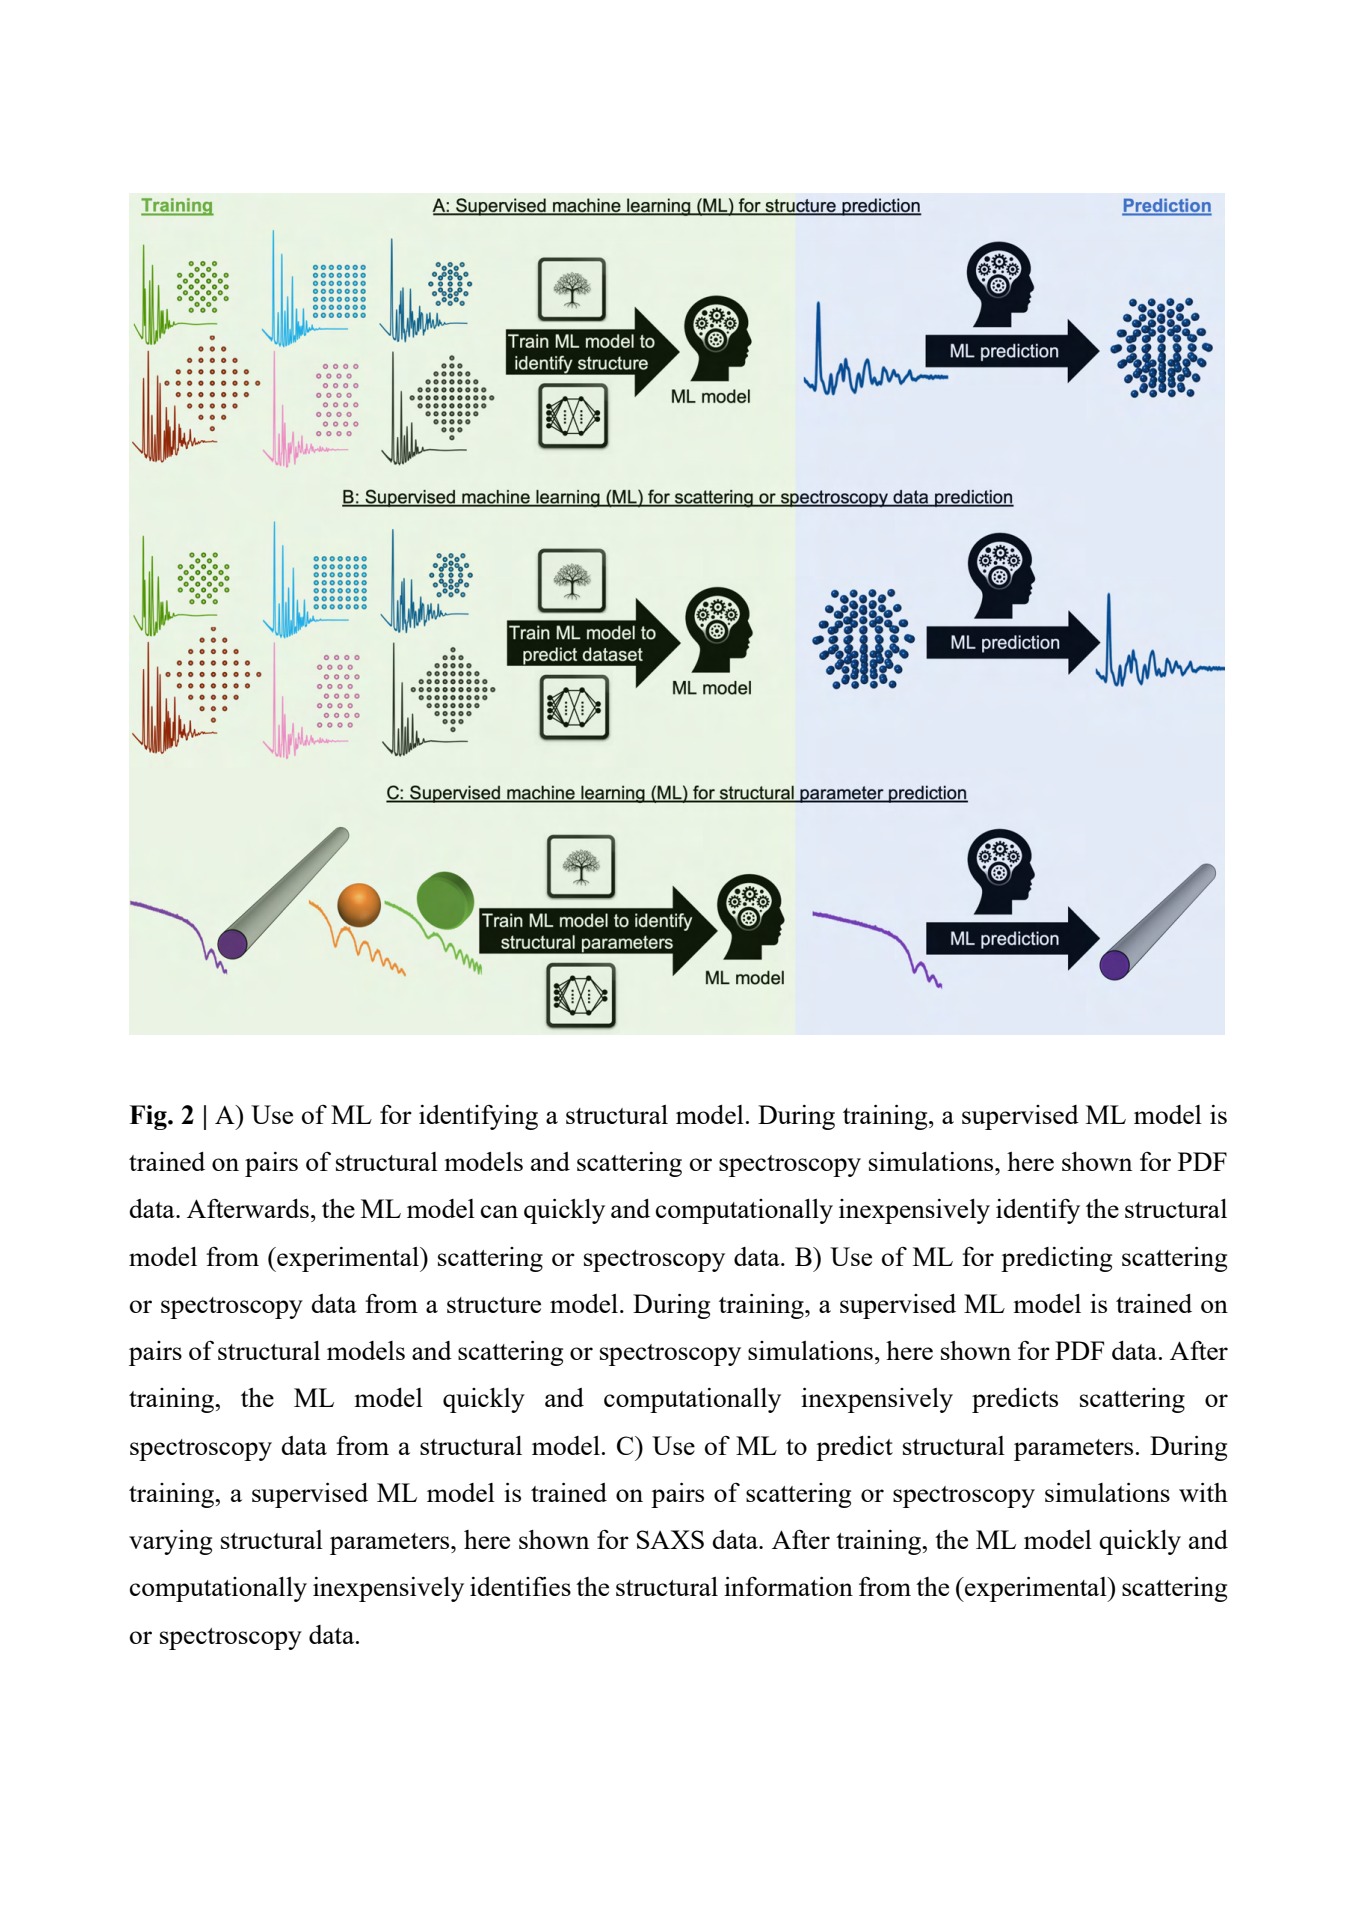 Training
A: Supervised machine learning (ML) for structure prediction
Prediction
Train ML model to
identify structure
ML model
ML prediction
B: Supervised machine learning (ML) for scattering or spectroscopy data prediction
Train ML model to
predict dataset
ML model
ML prediction
C: Supervised machine learning (ML) for structural parameter prediction
Train ML model to identify
structural parameters
ML model
ML prediction
Fig. 2 | A) Use of ML for identifying a structural model. During training, a supervised ML model is
trained on pairs of structural models and scattering or spectroscopy simulations, here shown for PDF
data. Afterwards, the ML model can quickly and computationally inexpensively identify the structural
model from (experimental) scattering or spectroscopy data. B) Use of ML for predicting scattering
or spectroscopy data from a structure model. During training, a supervised ML model is trained on
pairs of structural models and scattering or spectroscopy simulations, here shown for PDF data. After
training, the ML model quickly and computationally inexpensively predicts scattering or
spectroscopy data from a structural model. C) Use of ML to predict structural parameters. During
training, a supervised ML model is trained on pairs of scattering or spectroscopy simulations with
varying structural parameters, here shown for SAXS data. After training, the ML model quickly and
computationally inexpensively identifies the structural information from the (experimental) scattering
or spectroscopy data.